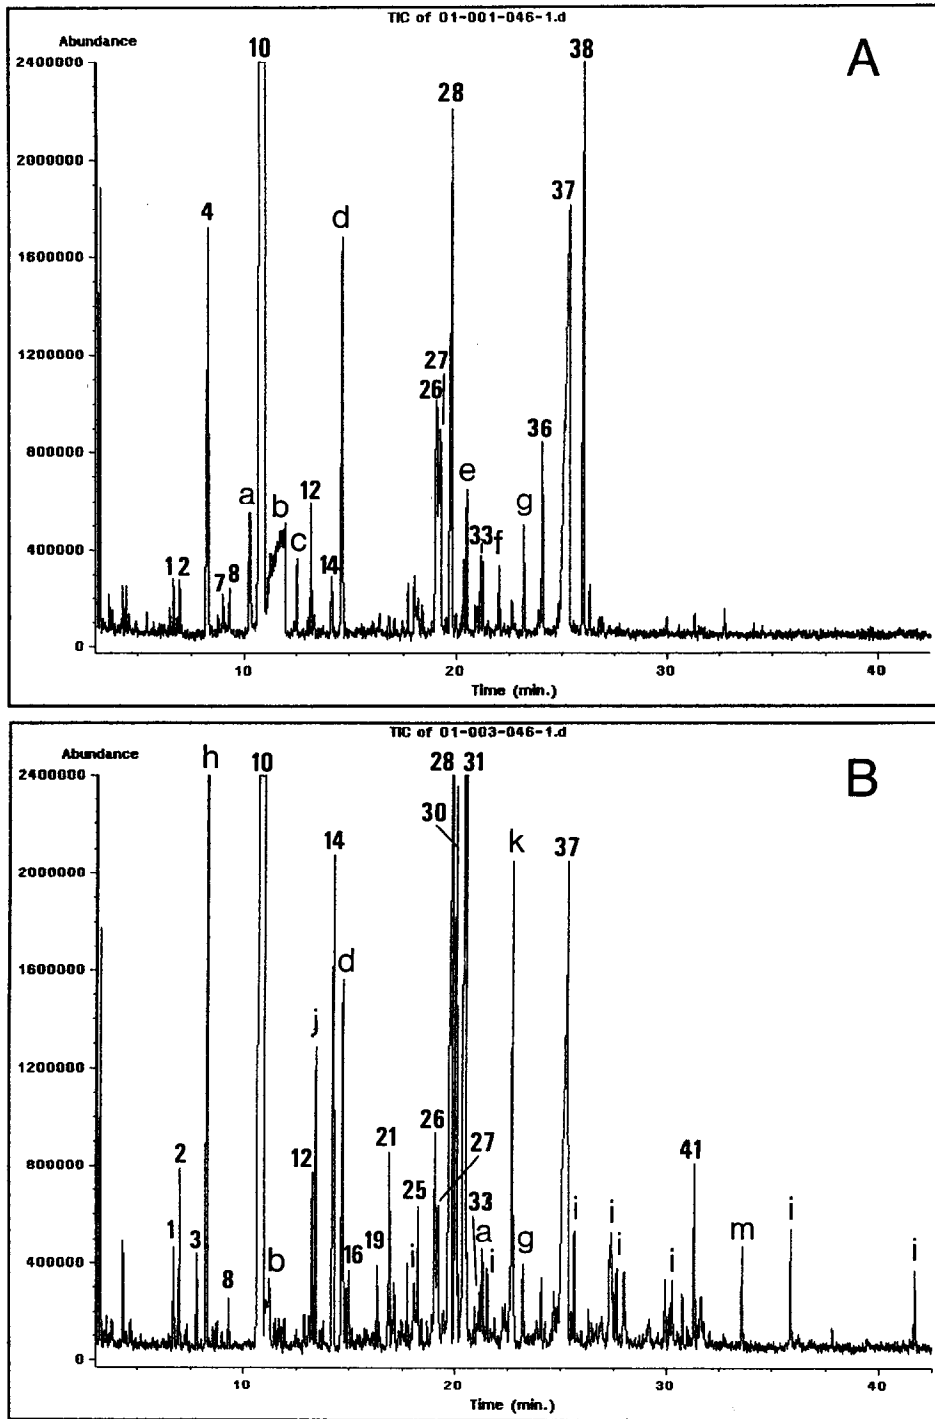 TIC of 01-001-046-1.d
Abundance
A
10
38
2400000
28
2000000
37
4
d
1600000
27
1200000
26
36
800000
e
a
b
12
g
c
33
f
400000
1 2
7
8
14
0
10
20
30
40
Time (min.)
TIC of 01-003-046-1.d
Abundance
B
h
10
28
31
2400000
30
14
k
37
2000000
d
1600000
j
1200000
26
21
27
12
41
2
25
800000
33
1
3
a
i
i
i
m
i
19
i
g
i
i
i
16
b
8
400000
0
10
20
30
40
Time (min.)